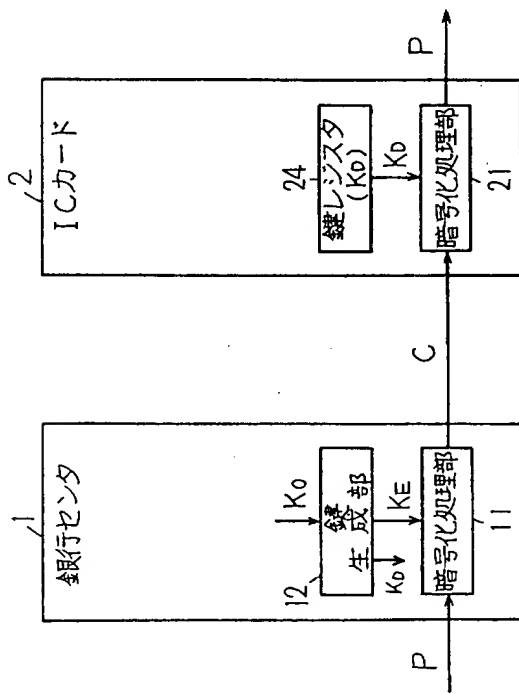 1
銀行センタ
K0
12
鍵
生成部
KD
KE
P
暗号化処理部
11
C
2
ICカード
24
鍵レジスタ
(KD)
KD
暗号化処理部
21
P